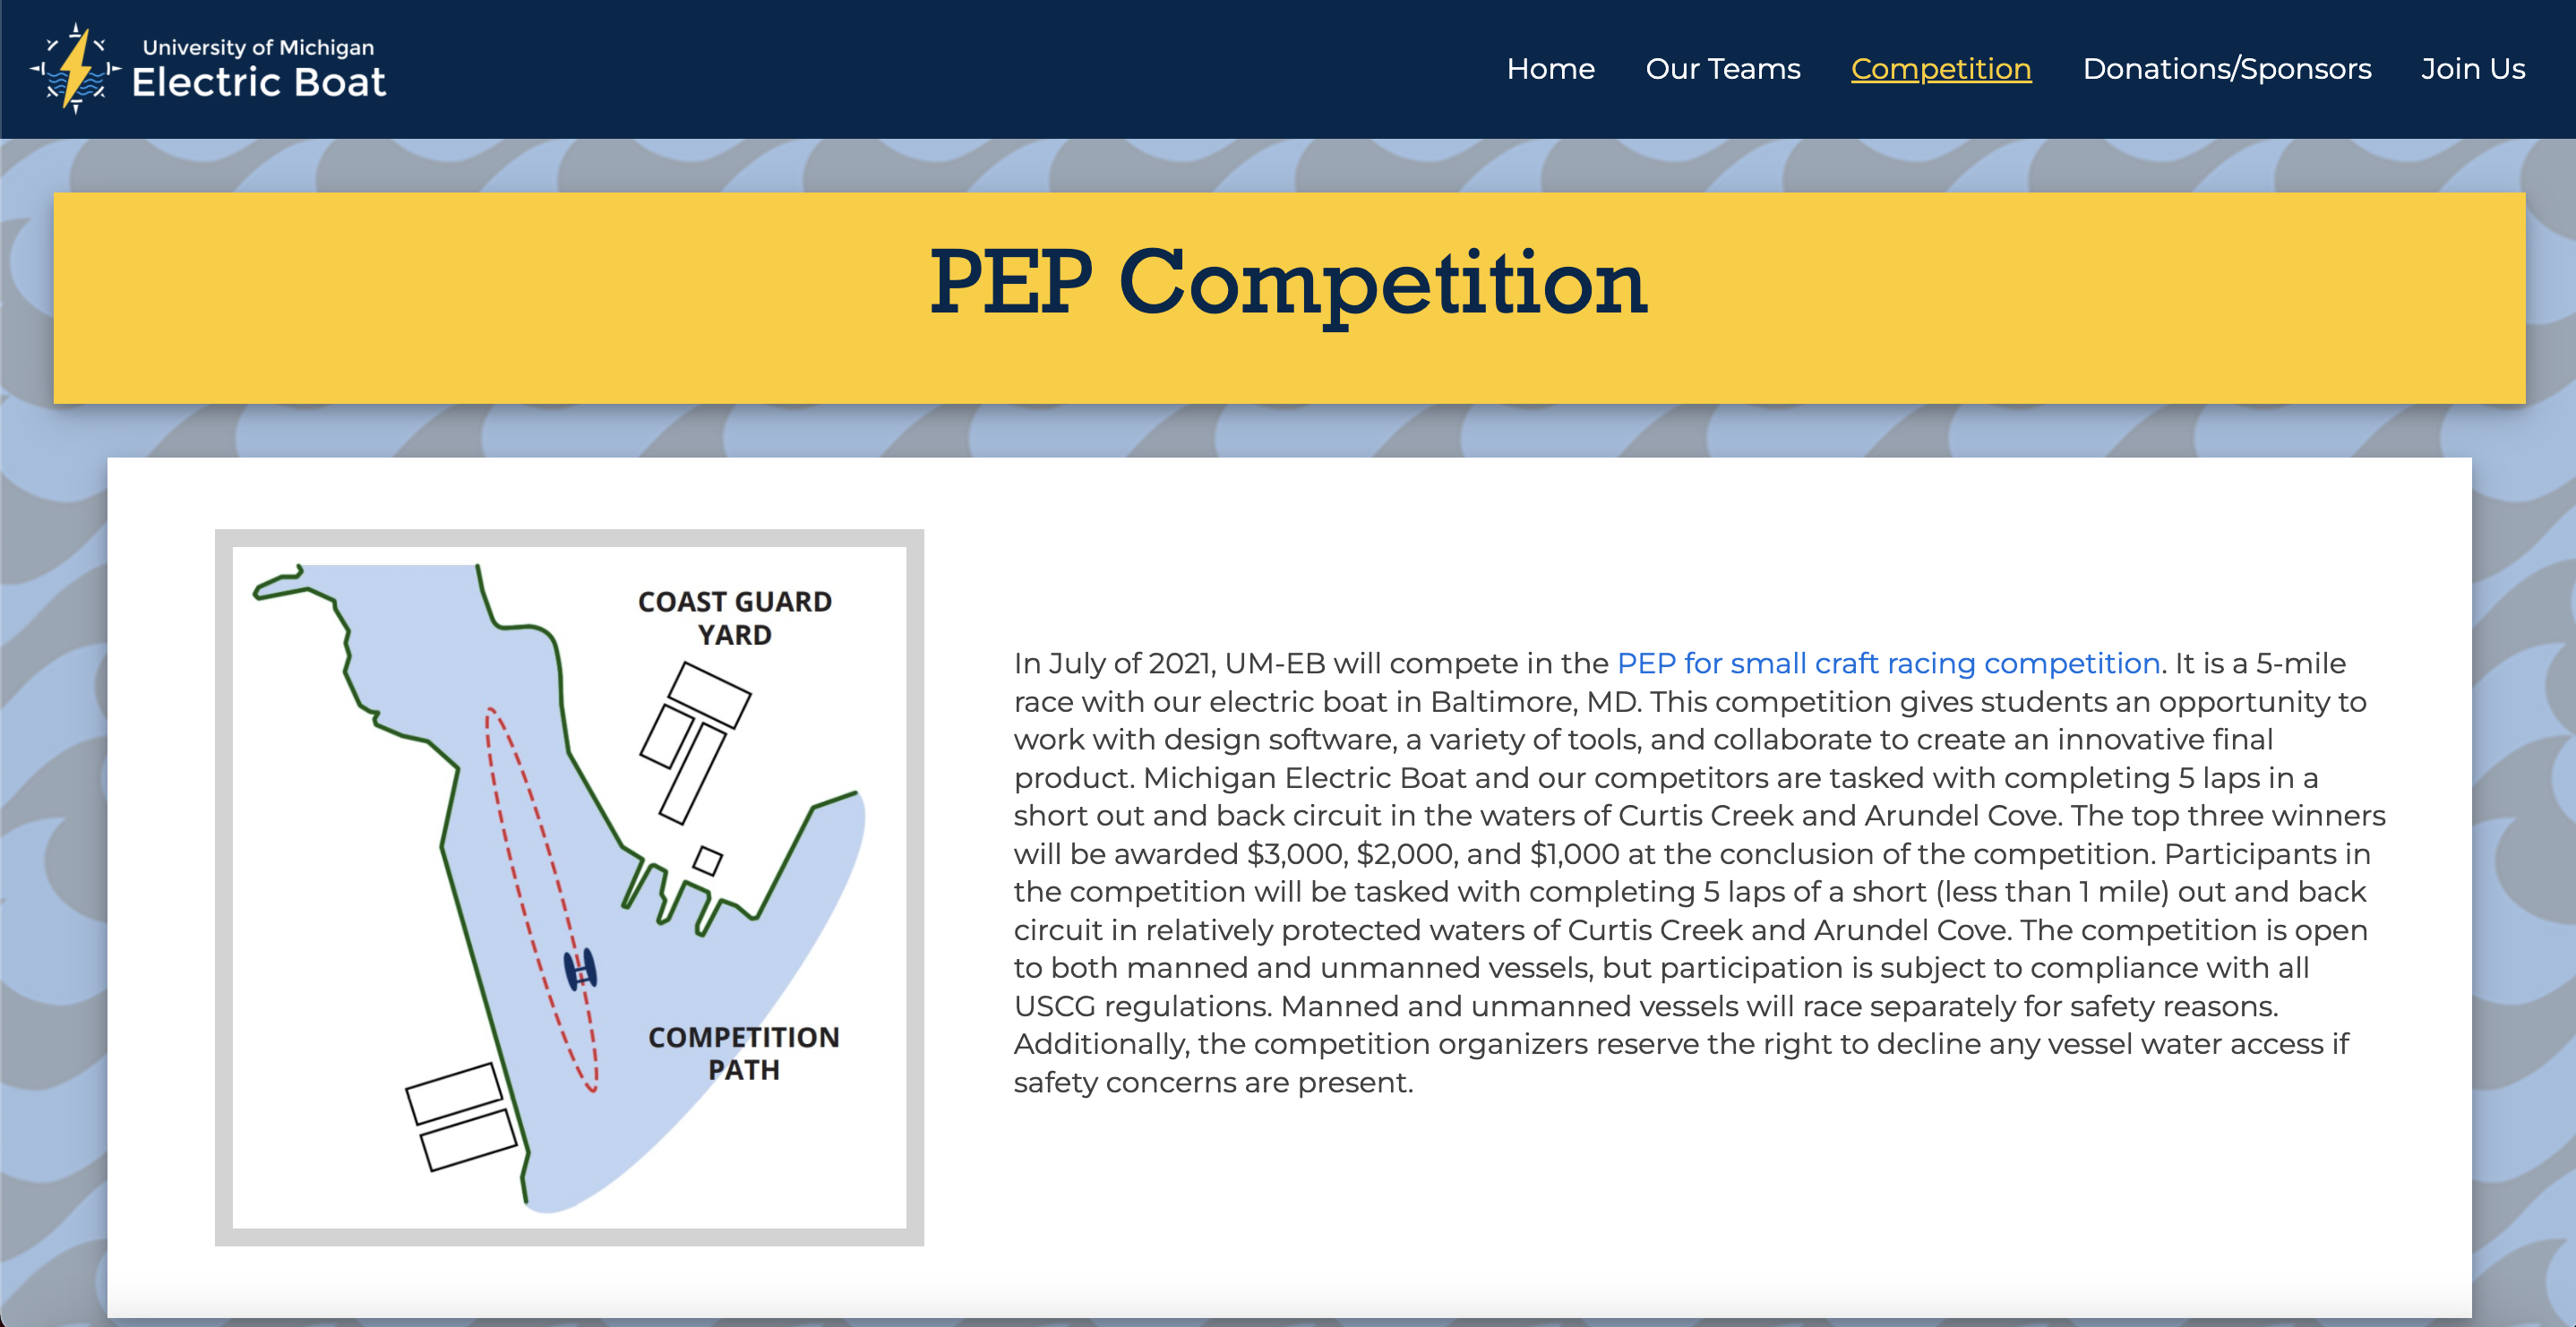 University of Michigan
Electric Boat
Home Our Teams Competition Donations/Sponsors Join Us
PEP Competition
COAST GUARD
YARD
COMPETITION
PATH
In July of 2021, UM-EB will compete in the PEP for small craft racing competition. It is a 5-mile
race with our electric boat in Baltimore, MD. This competition gives students an opportunity to
work with design software, a variety of tools, and collaborate to create an innovative final
product. Michigan Electric Boat and our competitors are tasked with completing 5 laps in a
short out and back circuit in the waters of Curtis Creek and Arundel Cove. The top three winners
will be awarded $3,000, $2,000, and $1,000 at the conclusion of the competition. Participants in
the competition will be tasked with completing 5 laps of a short (less than 1 mile) out and back
circuit in relatively protected waters of Curtis Creek and Arundel Cove. The competition is open
to both manned and unmanned vessels, but participation is subject to compliance with all
USCG regulations. Manned and unmanned vessels will race separately for safety reasons.
Additionally, the competition organizers reserve the right to decline any vessel water access if
safety concerns are present.